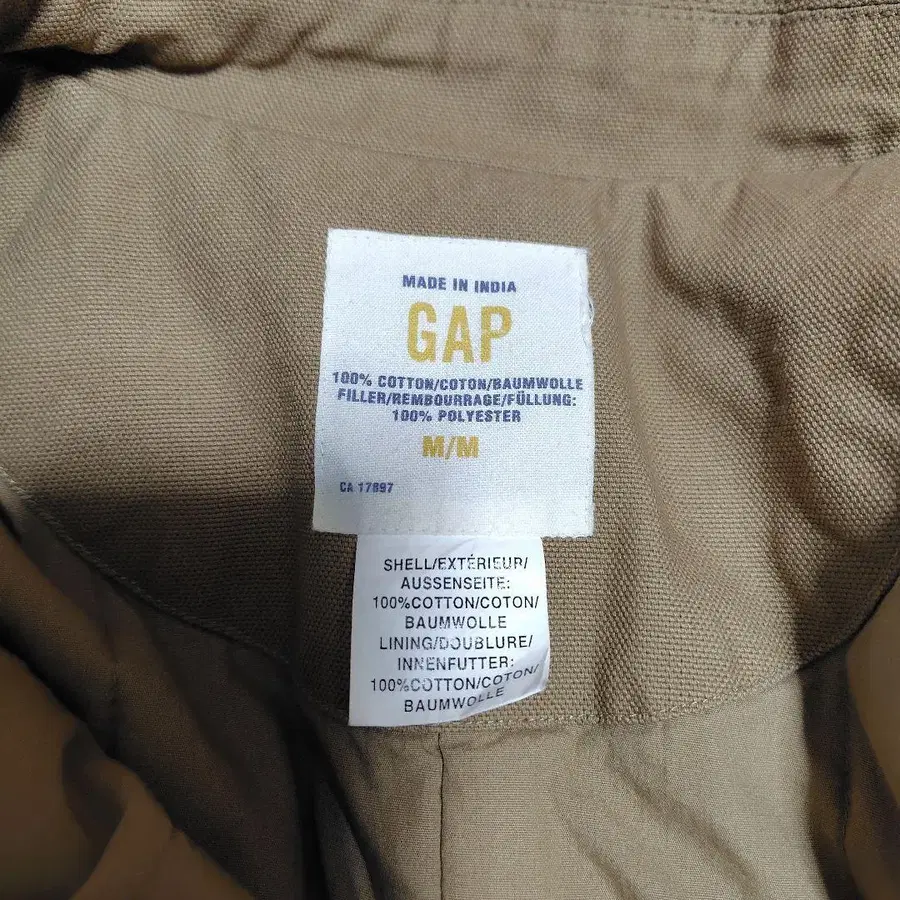 MADE IN INDIA
GAP
100% COTTON/COTON/BAUMWOLLE
FILLER/REMBOURRAGE/FÜLLUNG:
100% POLYESTER
M/M
CA 17897
SHELL/EXTÉRIEUR/
AUSSENSEITE:
100%COTTON/COTON/
BAUMWOLLE
LINING/DOUBLURE/
INNENFUTTER:
100%COTTON/COTON/
BAUMWOLLE